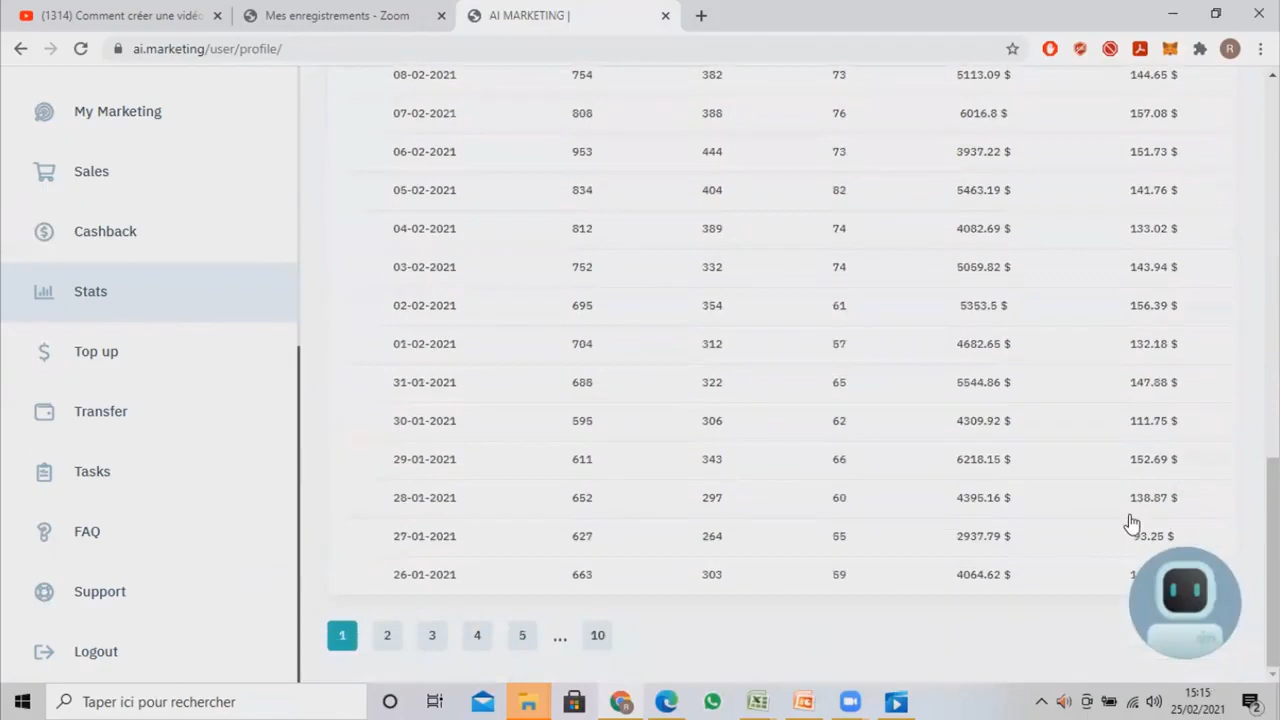 (1314) Comment créer une vidéo
Mes enregistrements - Zoom
AI MARKETING |
ai.marketing/user/profile/
R
My Marketing
Sales
Cashback
Stats
Top up
Transfer
Tasks
FAQ
Support
Logout
08-02-2021 754 382 73 5113.09 $ 144.65 $
07-02-2021 808 388 76 6016.8 $ 157.08 $
06-02-2021 953 444 73 3937.22 $ 151.73 $
05-02-2021 834 404 82 5463.19 $ 141.76 $
04-02-2021 812 389 74 4082.69 $ 133.02 $
03-02-2021 752 332 74 5059.82 $ 143.94 $
02-02-2021 695 354 61 5353.5 $ 156.39 $
01-02-2021 704 312 57 4682.65 $ 132.18 $
31-01-2021 688 322 65 5544.86 $ 147.88 $
30-01-2021 595 306 62 4309.92 $ 111.75 $
29-01-2021 611 343 66 6218.15 $ 152.69 $
28-01-2021 652 297 60 4395.16 $ 138.87 $
27-01-2021 627 264 55 2937.79 $ 93.25 $
26-01-2021 663 303 59 4064.62 $
1 2 3 4 5 ... 10
Taper ici pour rechercher
15:15
25/02/2021
2